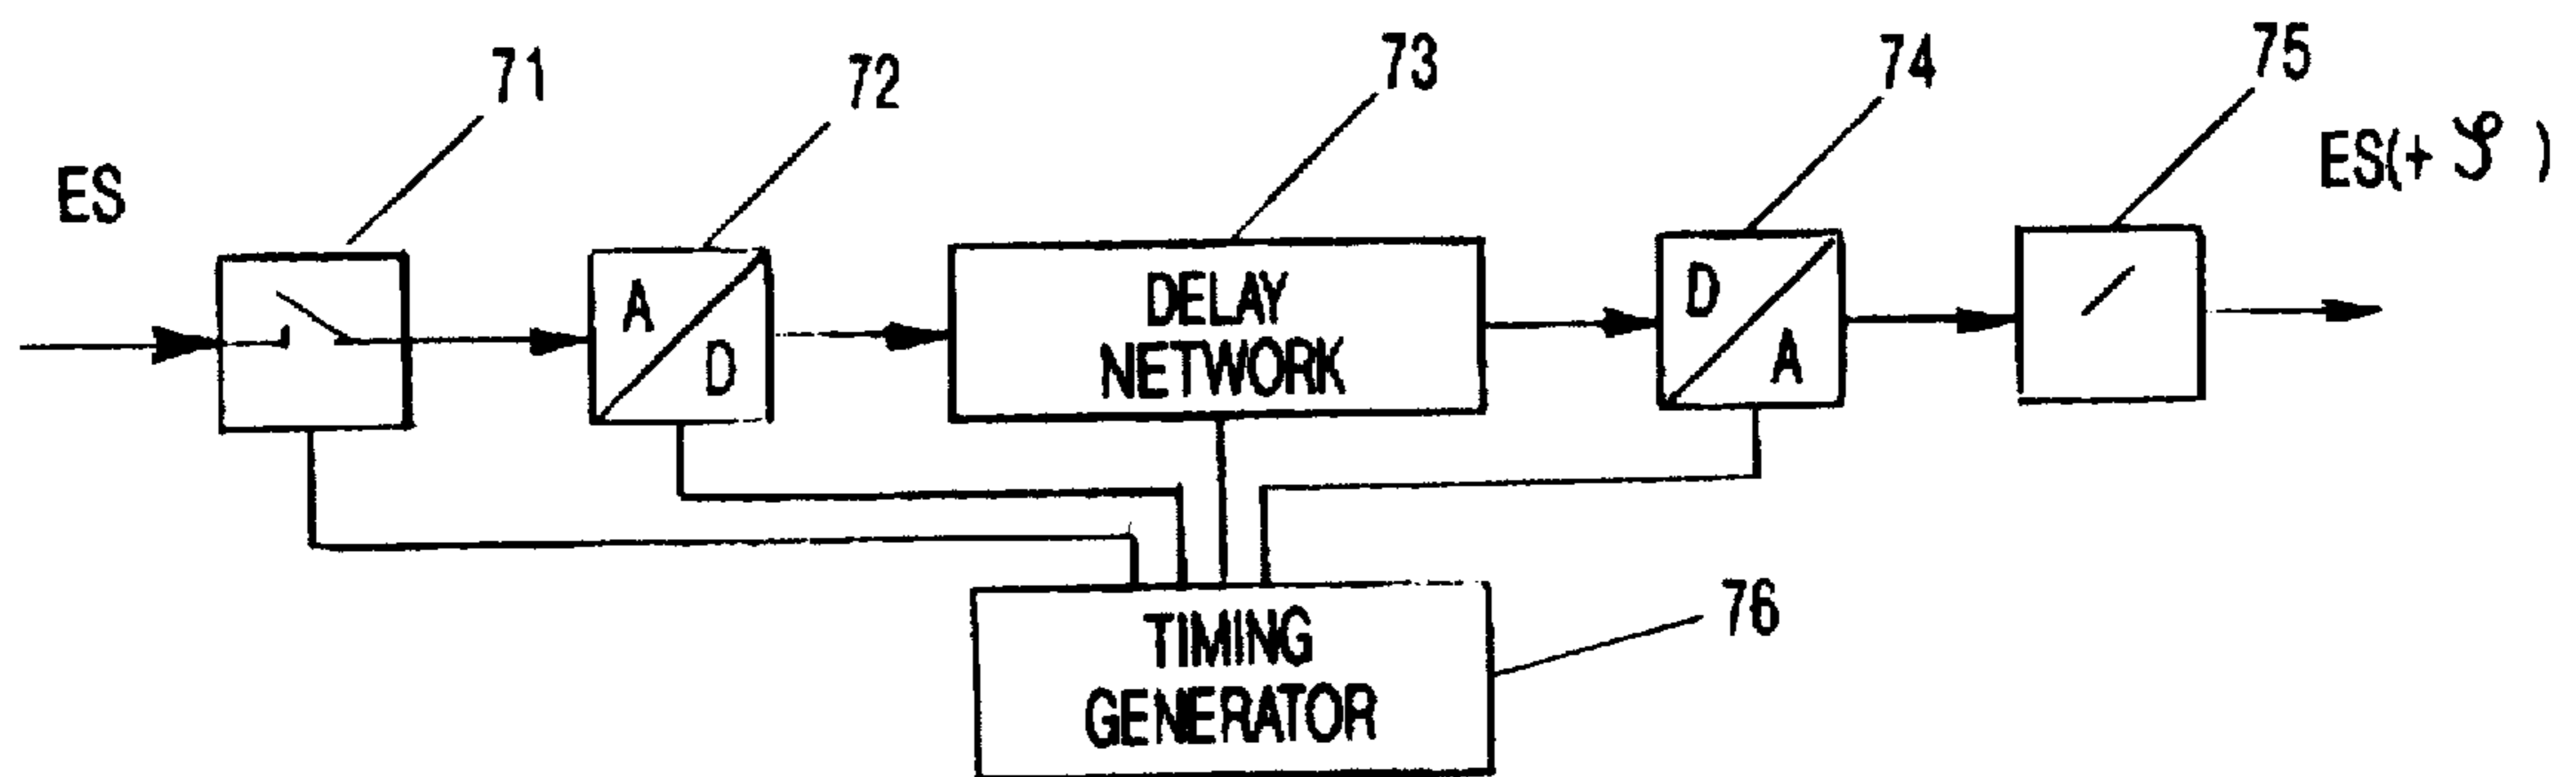 71
72
73
74
75
ES
ES(+ φ )
A
D
DELAY
NETWORK
D
A
TIMING
GENERATOR
76